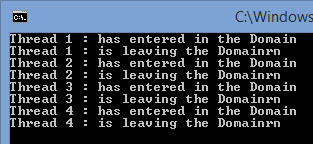 C:\Windows
Thread 1 : has entered in the Domain
Thread 1 : is leaving the Domainrn
Thread 2 : has entered in the Domain
Thread 2 : is leaving the Domainrn
Thread 3 : has entered in the Domain
Thread 3 : is leaving the Domainrn
Thread 4 : has entered in the Domain
Thread 4 : is leaving the Domainrn